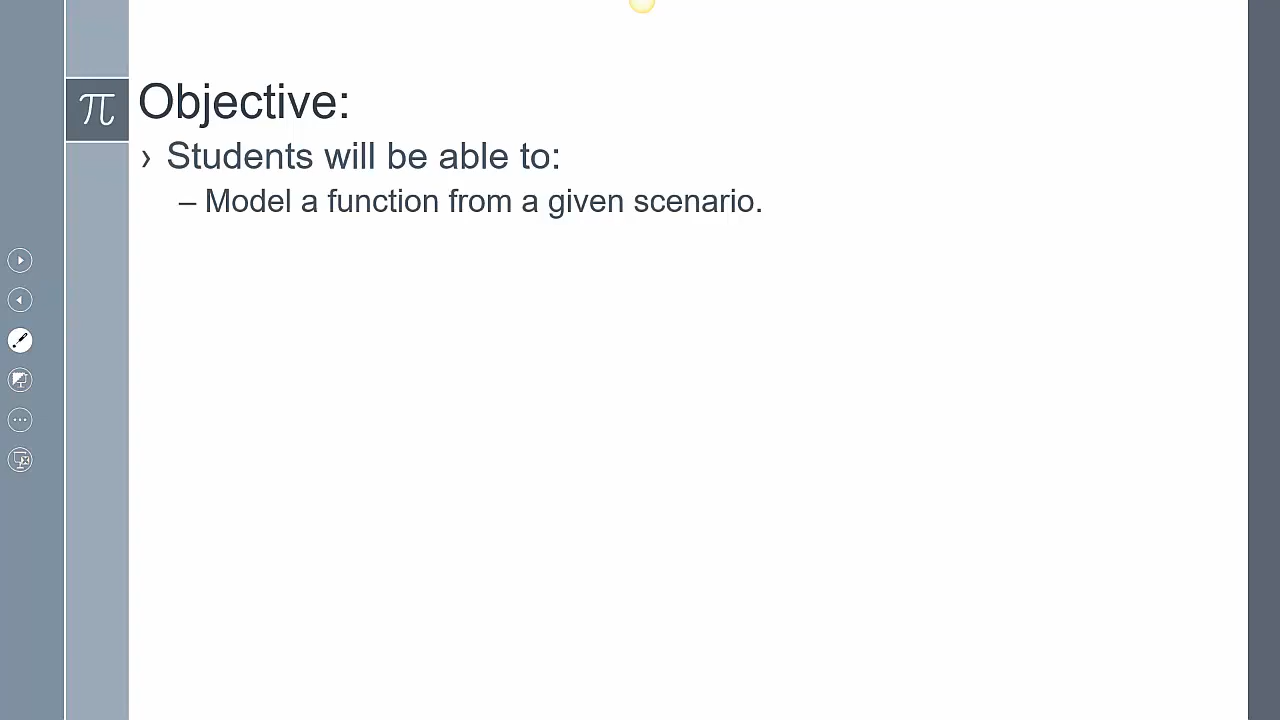 π Objective:
› Students will be able to:
– Model a function from a given scenario.